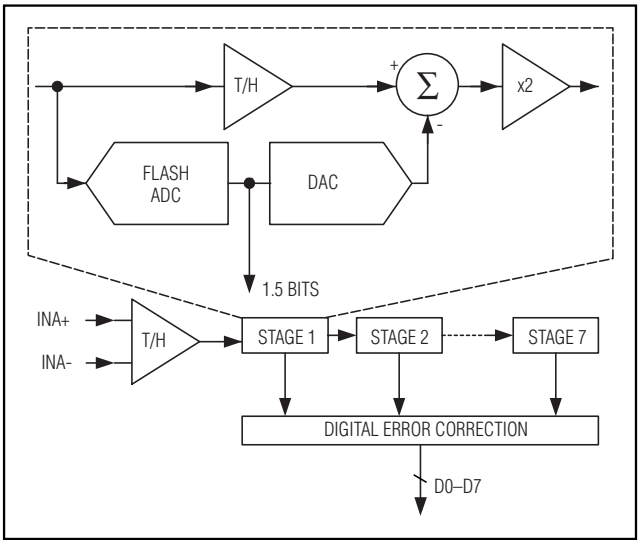 T/H
+
Σ
-
x2
FLASH
ADC
DAC
1.5 BITS
INA+
INA-
T/H
STAGE 1
STAGE 2
STAGE 7
DIGITAL ERROR CORRECTION
D0–D7